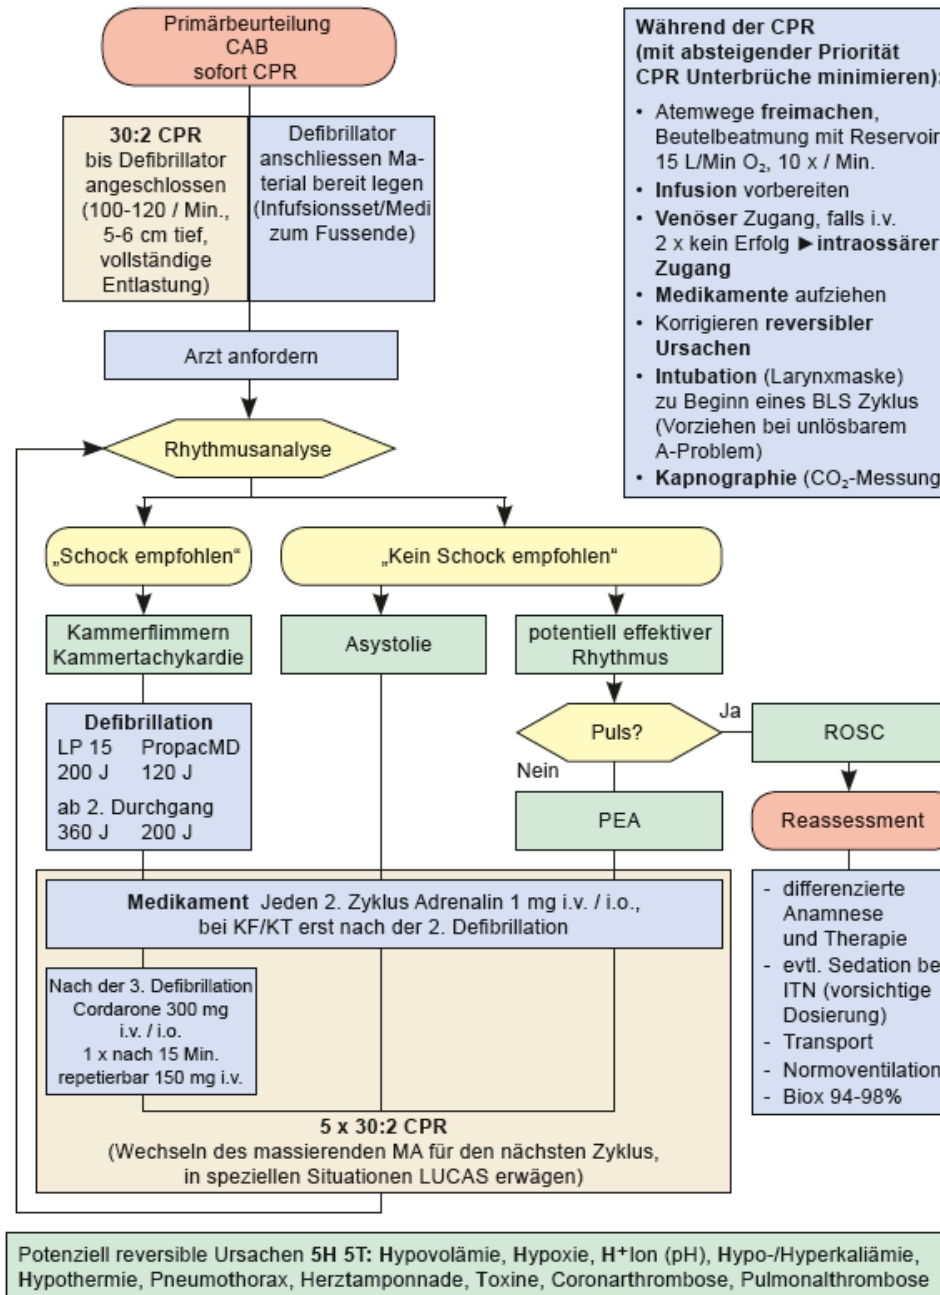 Primärbeurteilung
CAB
sofort CPR
30:2 CPR
bis Defibrillator
angeschlossen
(100-120 / Min.,
5-6 cm tief,
vollständige
Entlastung)
Defibrillator
anschliessen Ma-
terial bereit legen
(Infufsionsset/Medi
zum Fussende)
Arzt anfordern
Während der CPR
(mit absteigender Priorität
CPR Unterbrüche minimieren):
• Atemwege freimachen,
Beutelbeatmung mit Reservoir
15 L/Min O₂, 10 x / Min.
• Infusion vorbereiten
• Venöser Zugang, falls i.v.
2 x kein Erfolg ►intraossärer
Zugang
• Medikamente aufziehen
• Korrigieren reversibler
Ursachen
• Intubation (Larynxmaske)
zu Beginn eines BLS Zyklus
(Vorziehen bei unlösbarem
A-Problem)
• Kapnographie (CO₂-Messung
Rhythmusanalyse
„Schock empfohlen“
„Kein Schock empfohlen“
Kammerflimmern
Kammertachykardie
Asystolie
potentiell effektiver
Rhythmus
Defibrillation
LP 15 PropacMD
200 J 120 J
ab 2. Durchgang
360 J 200 J
Puls?
Ja
Nein
ROSC
PEA
Reassessment
- differenzierte
Anamnese
und Therapie
- evtl. Sedation be
ITN (vorsichtige
Dosierung)
- Transport
- Normoventilation
- Biox 94-98%
Medikament Jeden 2. Zyklus Adrenalin 1 mg i.v. / i.o.,
bei KF/KT erst nach der 2. Defibrillation
Nach der 3. Defibrillation
Cordarone 300 mg
i.v. / i.o.
1 x nach 15 Min.
repetierbar 150 mg i.v.
5 x 30:2 CPR
(Wechseln des massierenden MA für den nächsten Zyklus,
in speziellen Situationen LUCAS erwägen)
Potenziell reversible Ursachen 5H 5T: Hypovolämie, Hypoxie, H⁺Ion (pH), Hypo-/Hyperkaliämie,
Hypothermie, Pneumothorax, Herztamponnade, Toxine, Coronarthrombose, Pulmonalthrombose